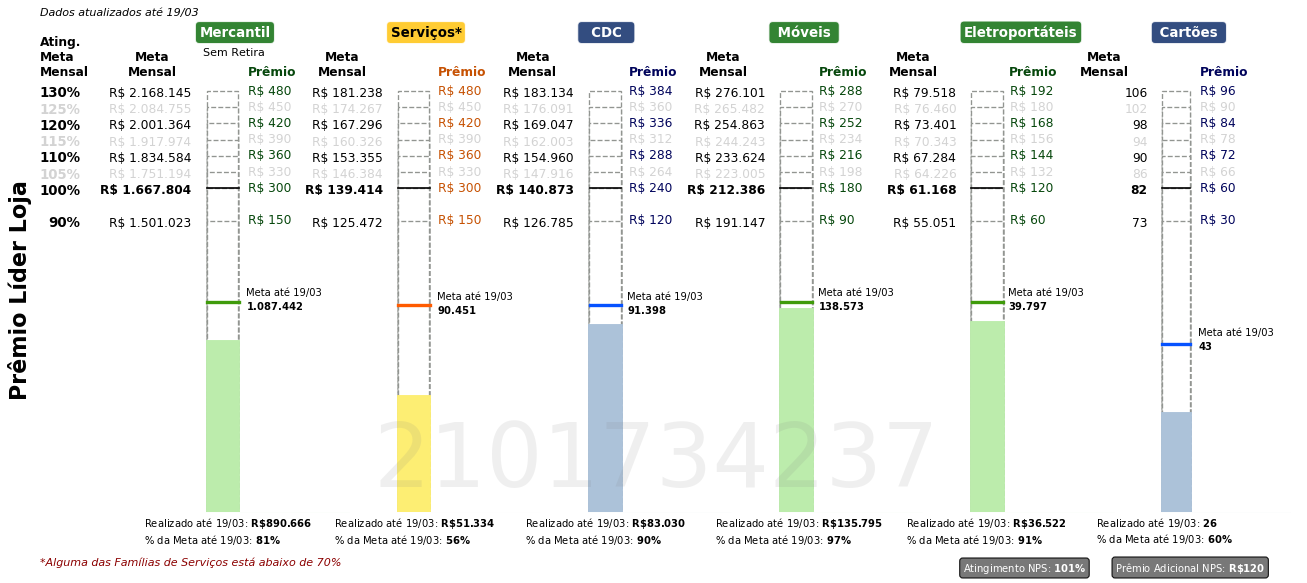 Dados atualizados até 19/03
Mercantil Serviços* CDC Móveis Eletroportáteis Cartões
Sem Retira
Ating. Meta Mensal
Meta Mensal Prêmio Meta Mensal Prêmio Meta Mensal Prêmio Meta Mensal Prêmio Meta Mensal Prêmio Meta Mensal Prêmio
130% R$ 2.168.145 R$ 480 R$ 181.238 R$ 480 R$ 183.134 R$ 384 R$ 276.101 R$ 288 R$ 79.518 R$ 192 106 R$ 96
125% R$ 2.084.755 R$ 450 R$ 174.267 R$ 450 R$ 176.091 R$ 360 R$ 265.482 R$ 270 R$ 76.460 R$ 180 102 R$ 90
120% R$ 2.001.364 R$ 420 R$ 167.296 R$ 420 R$ 169.047 R$ 336 R$ 254.863 R$ 252 R$ 73.401 R$ 168 98 R$ 84
115% R$ 1.917.974 R$ 390 R$ 160.326 R$ 390 R$ 162.003 R$ 312 R$ 244.243 R$ 234 R$ 70.343 R$ 156 94 R$ 78
110% R$ 1.834.584 R$ 360 R$ 153.355 R$ 360 R$ 154.960 R$ 288 R$ 233.624 R$ 216 R$ 67.284 R$ 144 90 R$ 72
105% R$ 1.751.194 R$ 330 R$ 146.384 R$ 330 R$ 147.916 R$ 264 R$ 223.005 R$ 198 R$ 64.226 R$ 132 86 R$ 66
100% R$ 1.667.804 R$ 300 R$ 139.414 R$ 300 R$ 140.873 R$ 240 R$ 212.386 R$ 180 R$ 61.168 R$ 120 82 R$ 60
90% R$ 1.501.023 R$ 150 R$ 125.472 R$ 150 R$ 126.785 R$ 120 R$ 191.147 R$ 90 R$ 55.051 R$ 60 73 R$ 30
Prêmio Líder Loja
Meta até 19/03 Meta até 19/03 Meta até 19/03 Meta até 19/03 Meta até 19/03
1.087.442 90.451 91.398 138.573 39.797
Meta até 19/03
43
2101734237
Realizado até 19/03: R$890.666 Realizado até 19/03: R$51.334 Realizado até 19/03: R$83.030 Realizado até 19/03: R$135.795 Realizado até 19/03: R$36.522 Realizado até 19/03: 26
% da Meta até 19/03: 81% % da Meta até 19/03: 56% % da Meta até 19/03: 90% % da Meta até 19/03: 97% % da Meta até 19/03: 91% % da Meta até 19/03: 60%
*Alguma das Famílias de Serviços está abaixo de 70%
Atingimento NPS: 101% Prêmio Adicional NPS: R$120